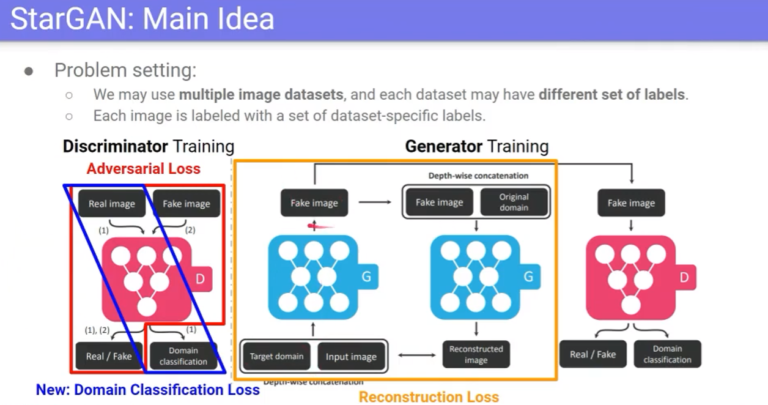 StarGAN: Main Idea
● Problem setting:
○ We may use multiple image datasets, and each dataset may have different set of labels.
○ Each image is labeled with a set of dataset-specific labels.
Discriminator Training
Adversarial Loss
Real image
Fake image
(1)
(2)
D
(1), (2)
(1)
Real / Fake
Domain classification
New: Domain Classification Loss
Generator Training
Depth-wise concatenation
Fake image
Fake image
Original domain
G
G
Target domain
Input image
Reconstructed image
Depth-wise concatenation
Reconstruction Loss
Fake image
D
Real / Fake
Domain classification